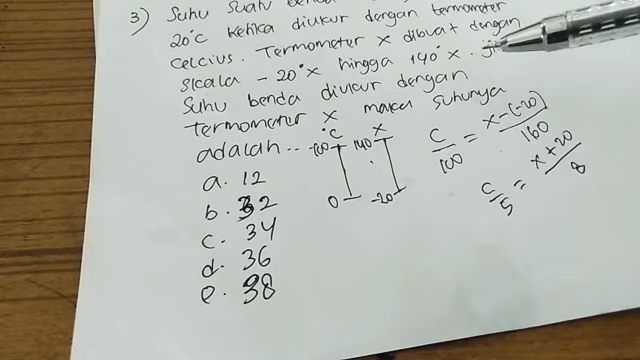 3) Suhu suatu benda
20°C ketika diukur dengan termometer
celcius. Termometer X dibuat dengan
skala -20°X hingga 140°X. ji
Suhu benda diukur dengan
Termometer X maka suhunya
adalah...
a. 12
b. 32
c. 34
d. 36
e. 38
°C X
100 140
0 -20
C/100 = X-(-20)/160
C/5 = X+20/8